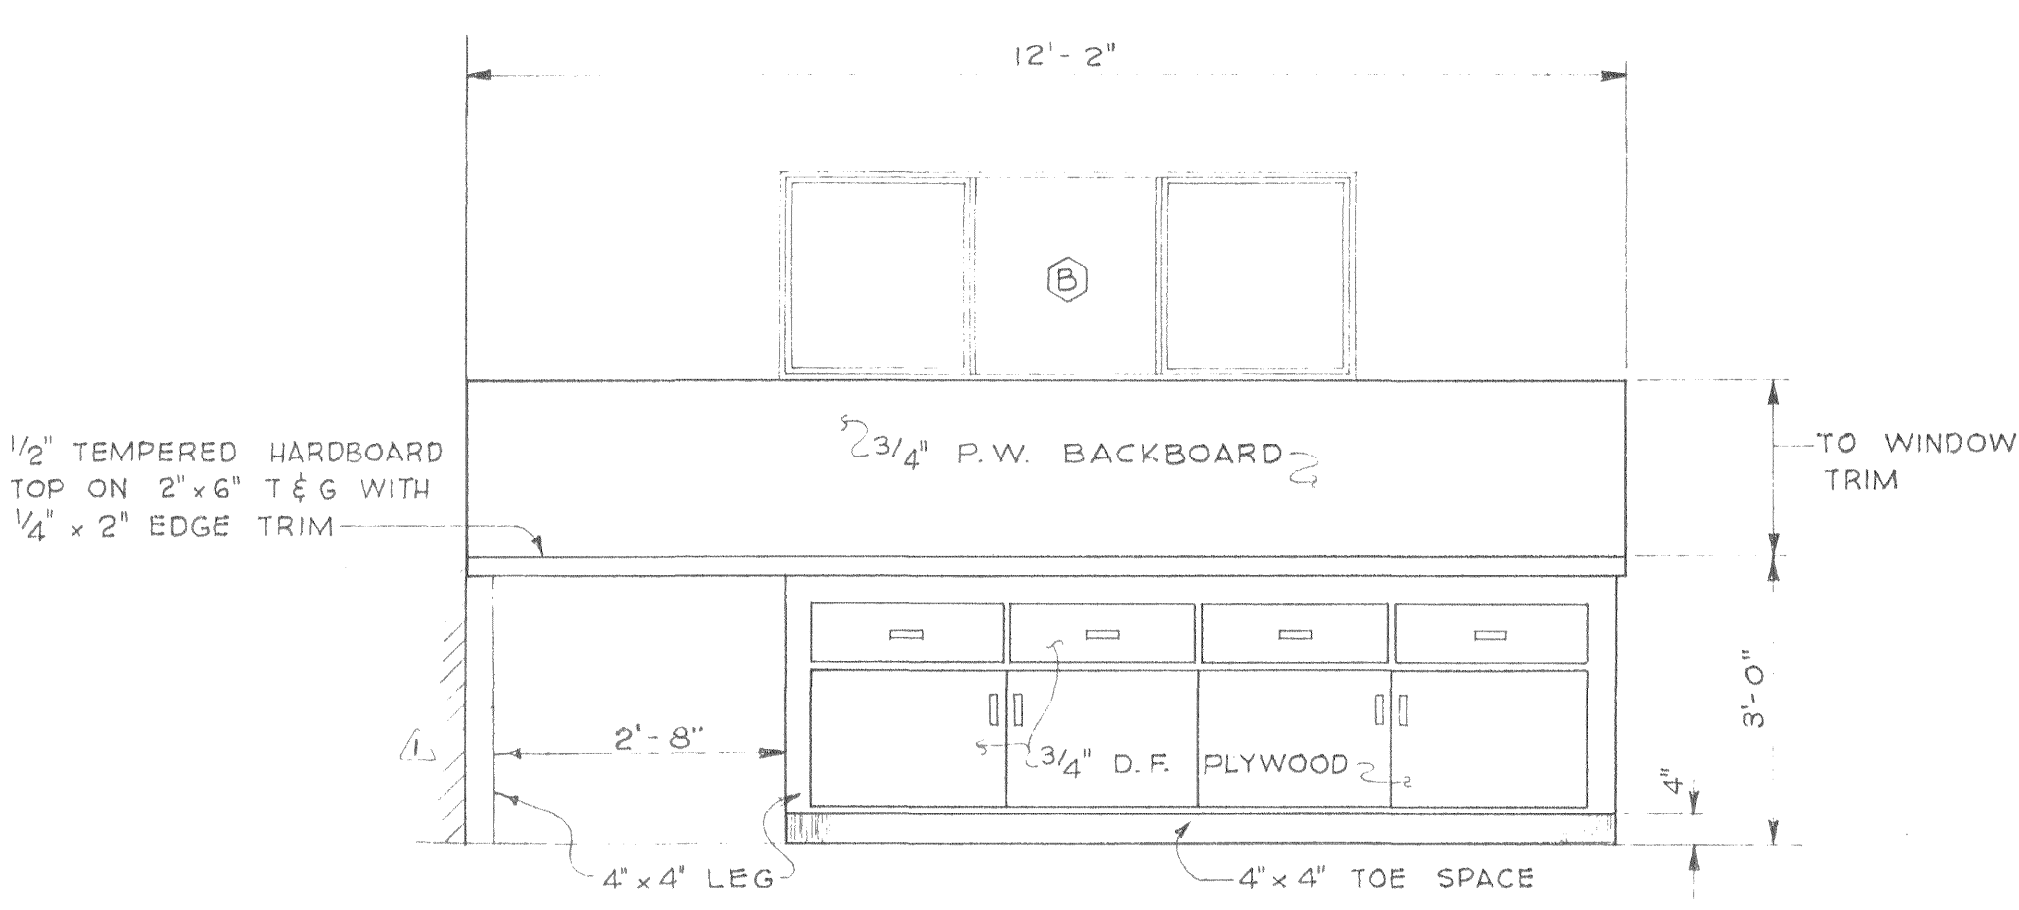 12'- 2"
B
1/2" TEMPERED HARDBOARD
TOP ON 2"x6" T & G WITH
1/4" x 2" EDGE TRIM
3/4" P.W. BACKBOARD
TO WINDOW
TRIM
3'-0"
1
2'-8"
3/4" D.F. PLYWOOD
4"
4"x4" LEG
4"x4" TOE SPACE